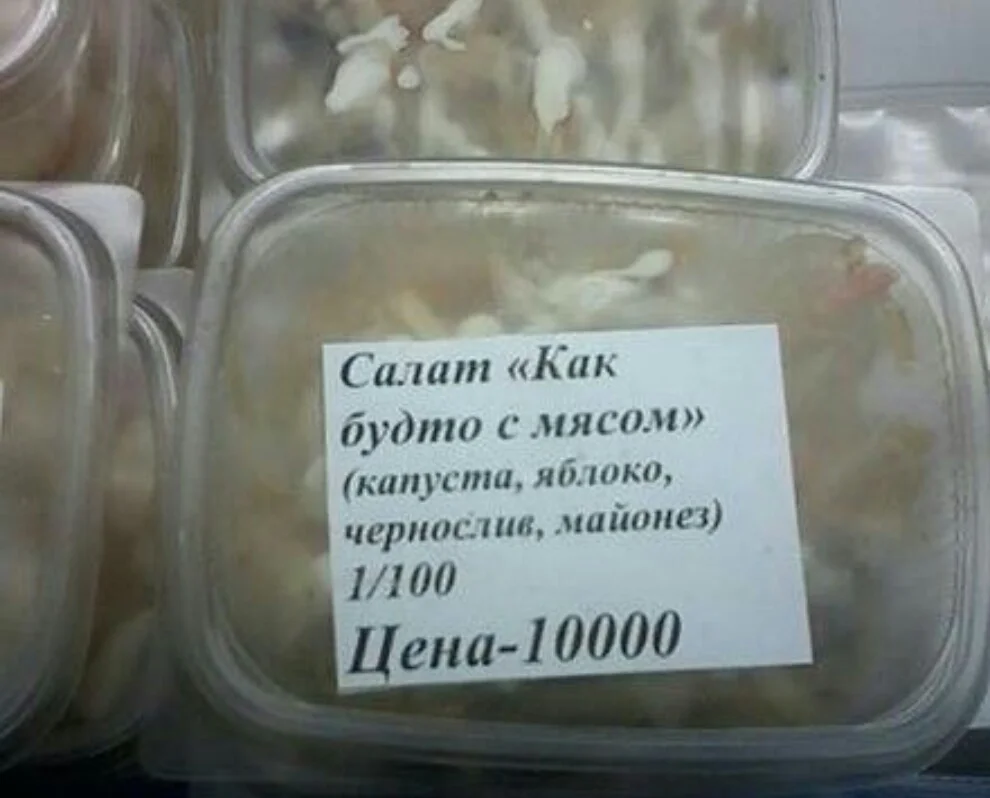 Салат «Как
будто с мясом»
(капуста, яблоко,
чернослив, майонез)
1/100
Цена-10000